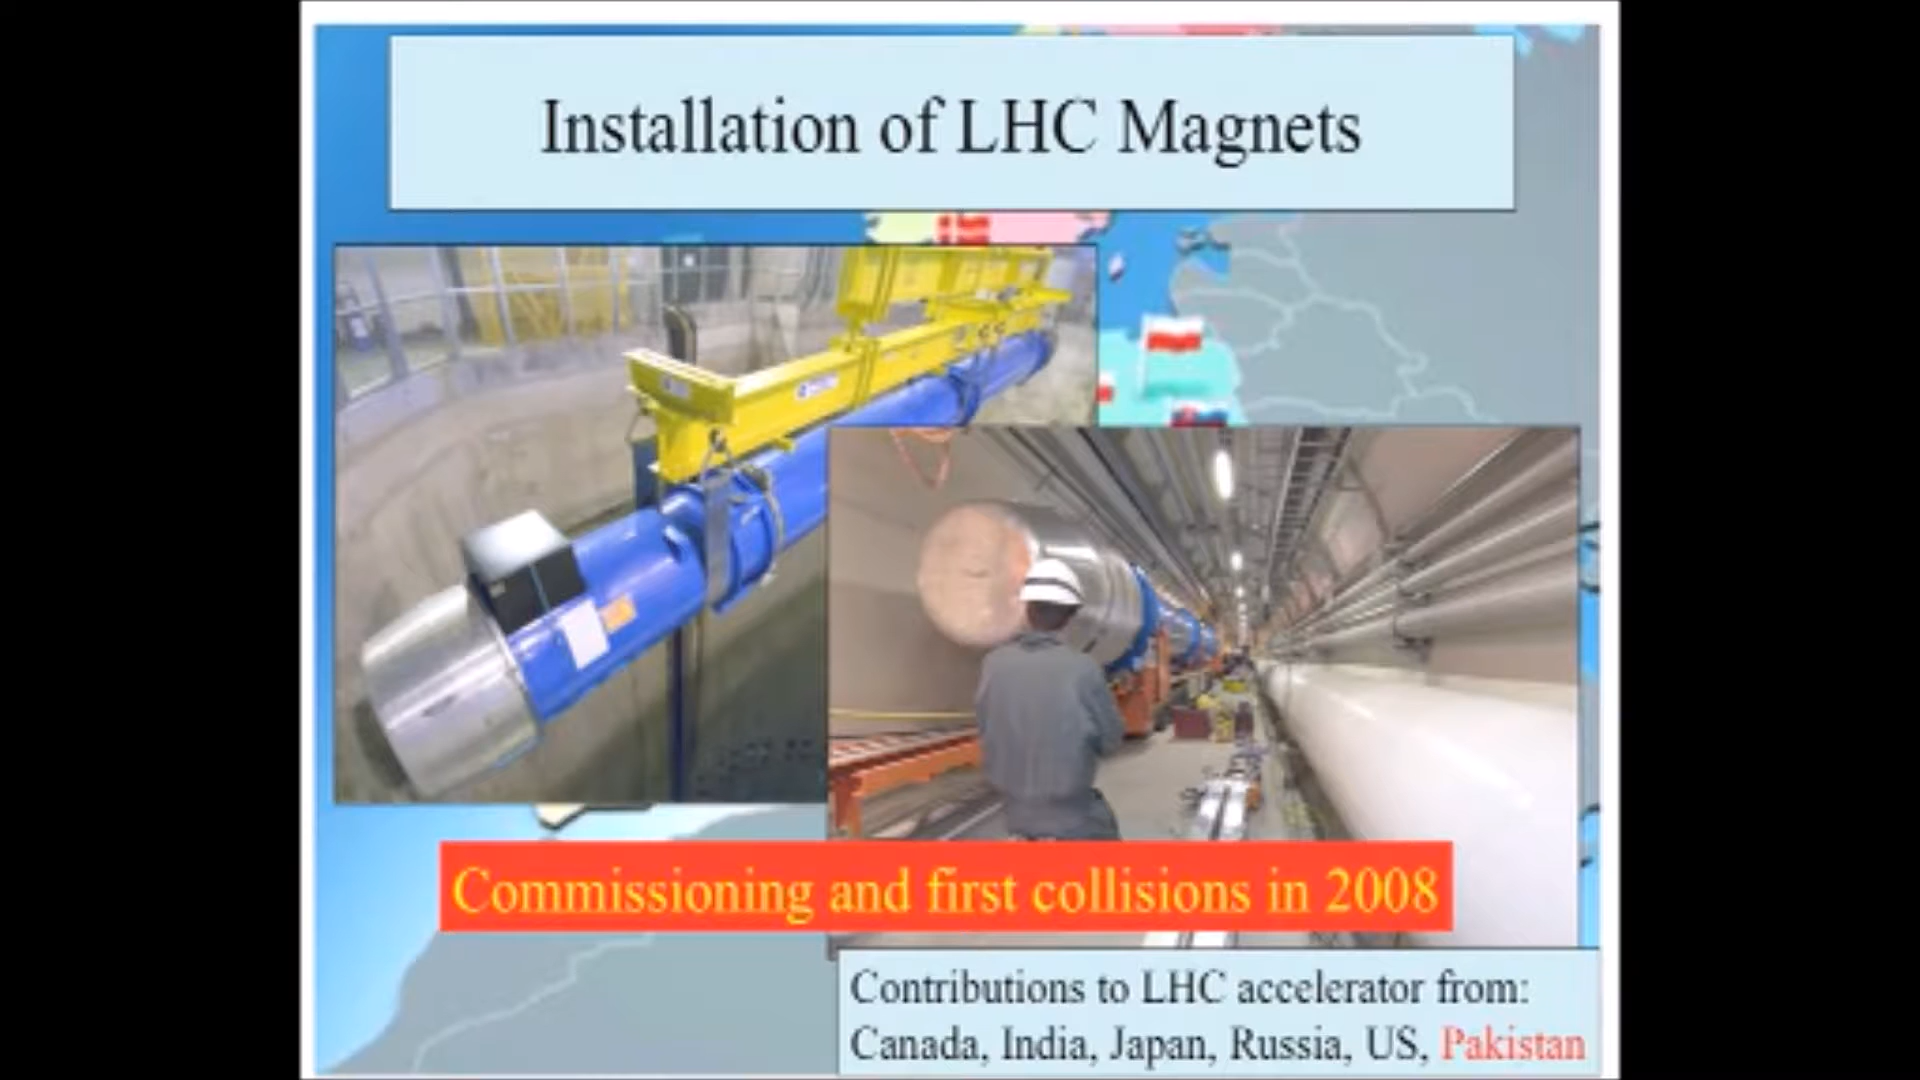 Installation of LHC Magnets
Commissioning and first collisions in 2008
Contributions to LHC accelerator from:
Canada, India, Japan, Russia, US, Pakistan